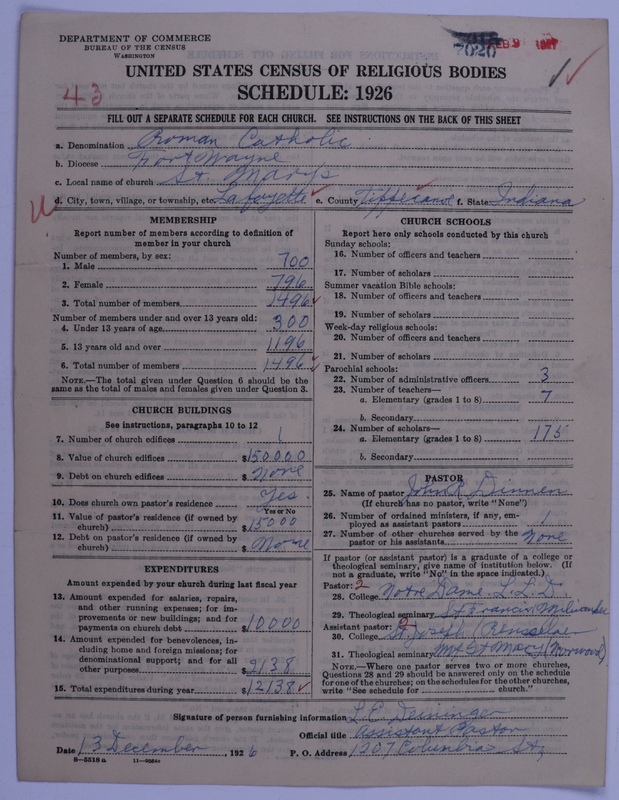 DEPARTMENT OF COMMERCE
BUREAU OF THE CENSUS
WASHINGTON
7020
FEB 9 1927
UNITED STATES CENSUS OF RELIGIOUS BODIES
43
SCHEDULE: 1926
FILL OUT A SEPARATE SCHEDULE FOR EACH CHURCH. SEE INSTRUCTIONS ON THE BACK OF THIS SHEET
a. Denomination Roman Catholic
b. Diocese Fort Wayne
c. Local name of church St. Marys
d. City, town, village, or township, etc. Lafayette e. County Tippecanoe f. State Indiana
MEMBERSHIP
Report number of members according to definition of
member in your church
Number of members, by sex:
1. Male 700
2. Female 796
3. Total number of members 1496
Number of members under and over 13 years old:
4. Under 13 years of age 300
5. 13 years old and over 1196
6. Total number of members 1496
NOTE.—The total given under Question 6 should be the
same as the total of males and females given under Question 3.
CHURCH BUILDINGS
See instructions, paragraphs 10 to 12
7. Number of church edifices 1
8. Value of church edifices $150000
9. Debt on church edifices $ None
10. Does church own pastor's residence Yes
Yes or No
11. Value of pastor's residence (if owned by
church) $15000
12. Debt on pastor's residence (if owned by
church) $ None
EXPENDITURES
Amount expended by your church during last fiscal year
13. Amount expended for salaries, repairs,
and other running expenses; for im-
provements or new buildings; and for
payments on church debt $10000
14. Amount expended for benevolences, in-
cluding home and foreign missions; for
denominational support; and for all
other purposes $2138
15. Total expenditures during year $12138
CHURCH SCHOOLS
Report here only schools conducted by this church
Sunday schools:
16. Number of officers and teachers
17. Number of scholars
Summer vacation Bible schools:
18. Number of officers and teachers
19. Number of scholars
Week-day religious schools:
20. Number of officers and teachers
21. Number of scholars
Parochial schools:
22. Number of administrative officers 3
23. Number of teachers—
a. Elementary (grades 1 to 8) 7
b. Secondary
24. Number of scholars—
a. Elementary (grades 1 to 8) 175
b. Secondary
PASTOR
25. Name of pastor John R Dinnen
(If church has no pastor, write "None")
26. Number of ordained ministers, if any, em-
ployed as assistant pastors 1
27. Number of other churches served by the
pastor or his assistants None
If pastor (or assistant pastor) is a graduate of a college or
theological seminary, give name of institution below. (If
not a graduate, write "No" in the space indicated.)
Pastor: 2
28. College Notre Dame L.L.D
29. Theological seminary St Francis Milwaukee
Assistant pastor: 2
30. College St Joseph (Rensselaer
31. Theological seminary Mt St Mary (Norwood)
NOTE.—Where one pastor serves two or more churches,
Questions 28 and 29 should be answered only on the schedule
for one of the churches; on the schedules for the other churches,
write "See schedule for church."
Signature of person furnishing information L.C. Deininger
Official title Assistant Pastor
Date 13 December, 1926 P. O. Address 1207 Columbia St
8—5518 a